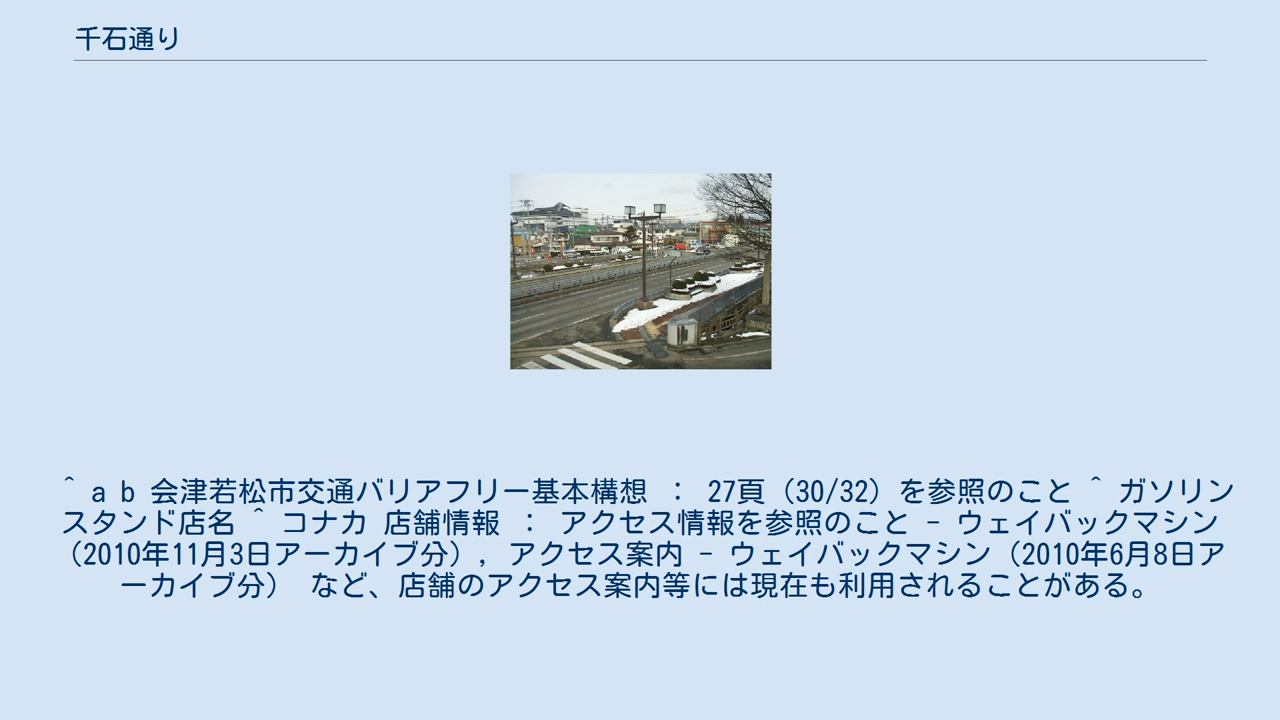 千石通り
^ a b 会津若松市交通バリアフリー基本構想 ： 27頁（30/32）を参照のこと ^ ガソリン
スタンド店名 ^ コナカ 店舗情報 ： アクセス情報を参照のこと - ウェイバックマシン
（2010年11月3日アーカイブ分）, アクセス案内 - ウェイバックマシン（2010年6月8日ア
ーカイブ分） など、店舗のアクセス案内等には現在も利用されることがある。